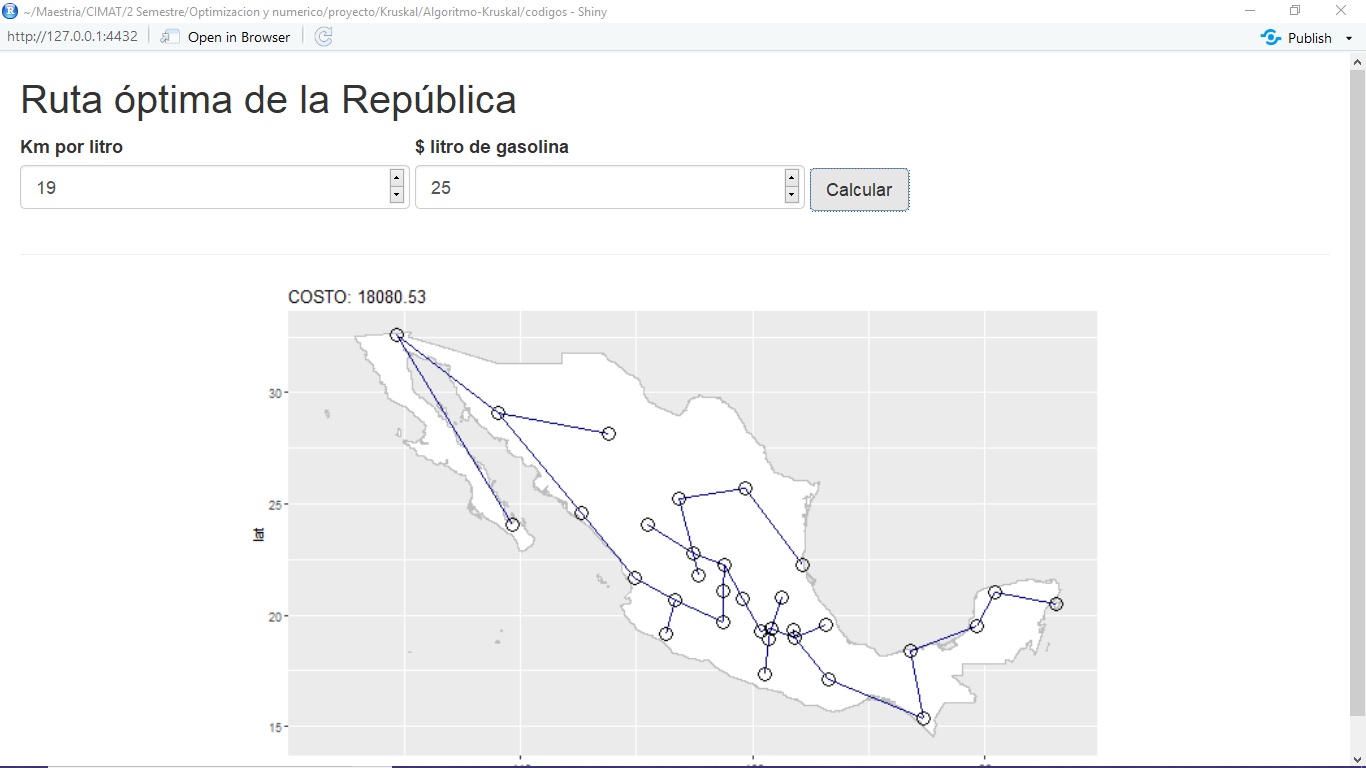 ~/Maestria/CIMAT/2 Semestre/Optimizacion y numerico/proyecto/Kruskal/Algoritmo-Kruskal/codigos - Shiny
http://127.0.0.1:4432 Open in Browser Publish
Ruta óptima de la República
Km por litro $ litro de gasolina
19 25 Calcular
COSTO: 18080.53
30
25
lat
20
15